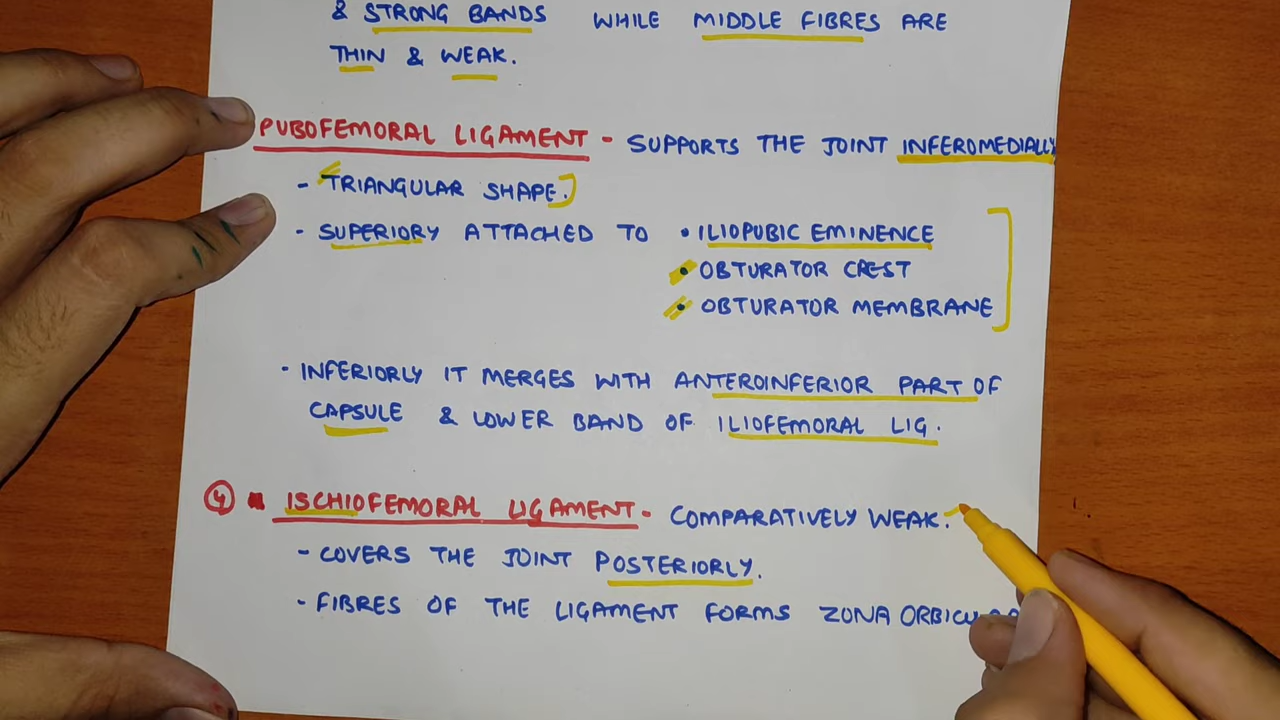 & STRONG BANDS WHILE MIDDLE FIBRES ARE
THIN & WEAK.
PUBOFEMORAL LIGAMENT - SUPPORTS THE JOINT INFEROMEDIALLY
- TRIANGULAR SHAPE.
- SUPERIORY ATTACHED TO • ILIOPUBIC EMINENCE
• OBTURATOR CREST
• OBTURATOR MEMBRANE
• INFERIORLY IT MERGES WITH ANTEROINFERIOR PART OF
CAPSULE & LOWER BAND OF ILIOFEMORAL LIG.
④ ISCHIOFEMORAL LIGAMENT - COMPARATIVELY WEAK.
- COVERS THE JOINT POSTERIORLY.
- FIBRES OF THE LIGAMENT FORMS ZONA